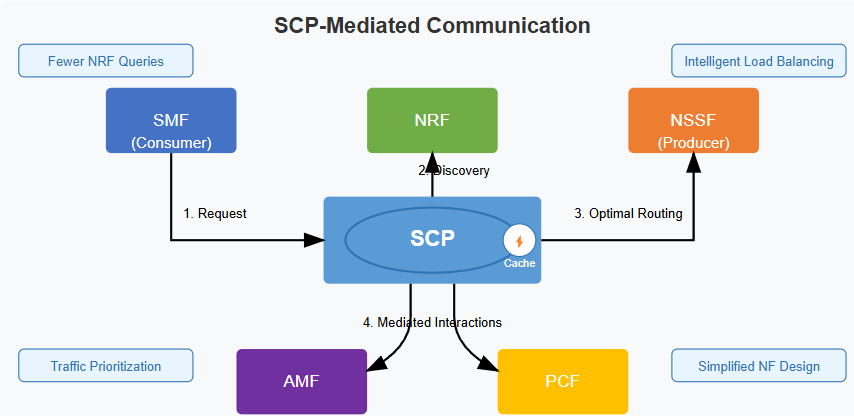 SCP-Mediated Communication
Fewer NRF Queries
Intelligent Load Balancing
SMF
(Consumer)
NRF
NSSF
(Producer)
2. Discovery
1. Request
3. Optimal Routing
SCP
Cache
4. Mediated Interactions
Traffic Prioritization
Simplified NF Design
AMF
PCF